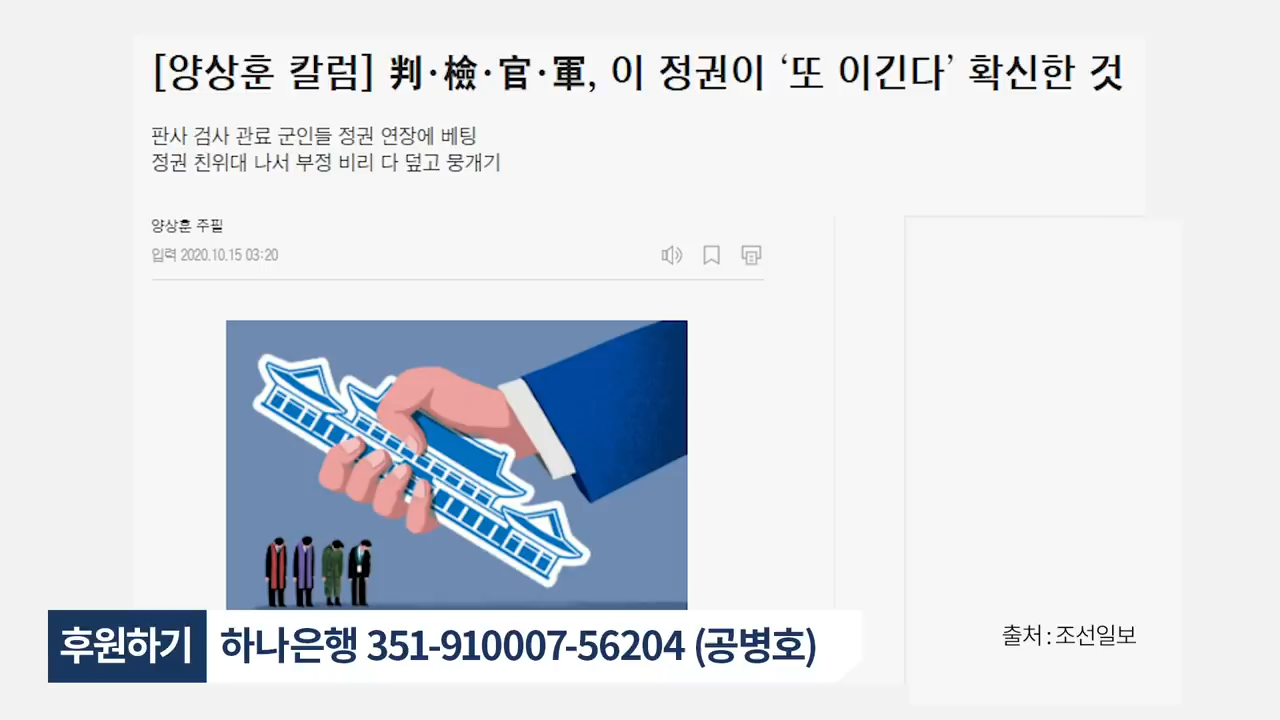 [양상훈 칼럼] 判·檢·官·軍, 이 정권이 ‘또 이긴다’ 확신한 것
판사 검사 관료 군인들 정권 연장에 베팅
정권 친위대 나서 부정 비리 다 덮고 뭉개기
양상훈 주필
입력 2020.10.15 03:20
후원하기 하나은행 351-910007-56204 (공병호)
출처 : 조선일보